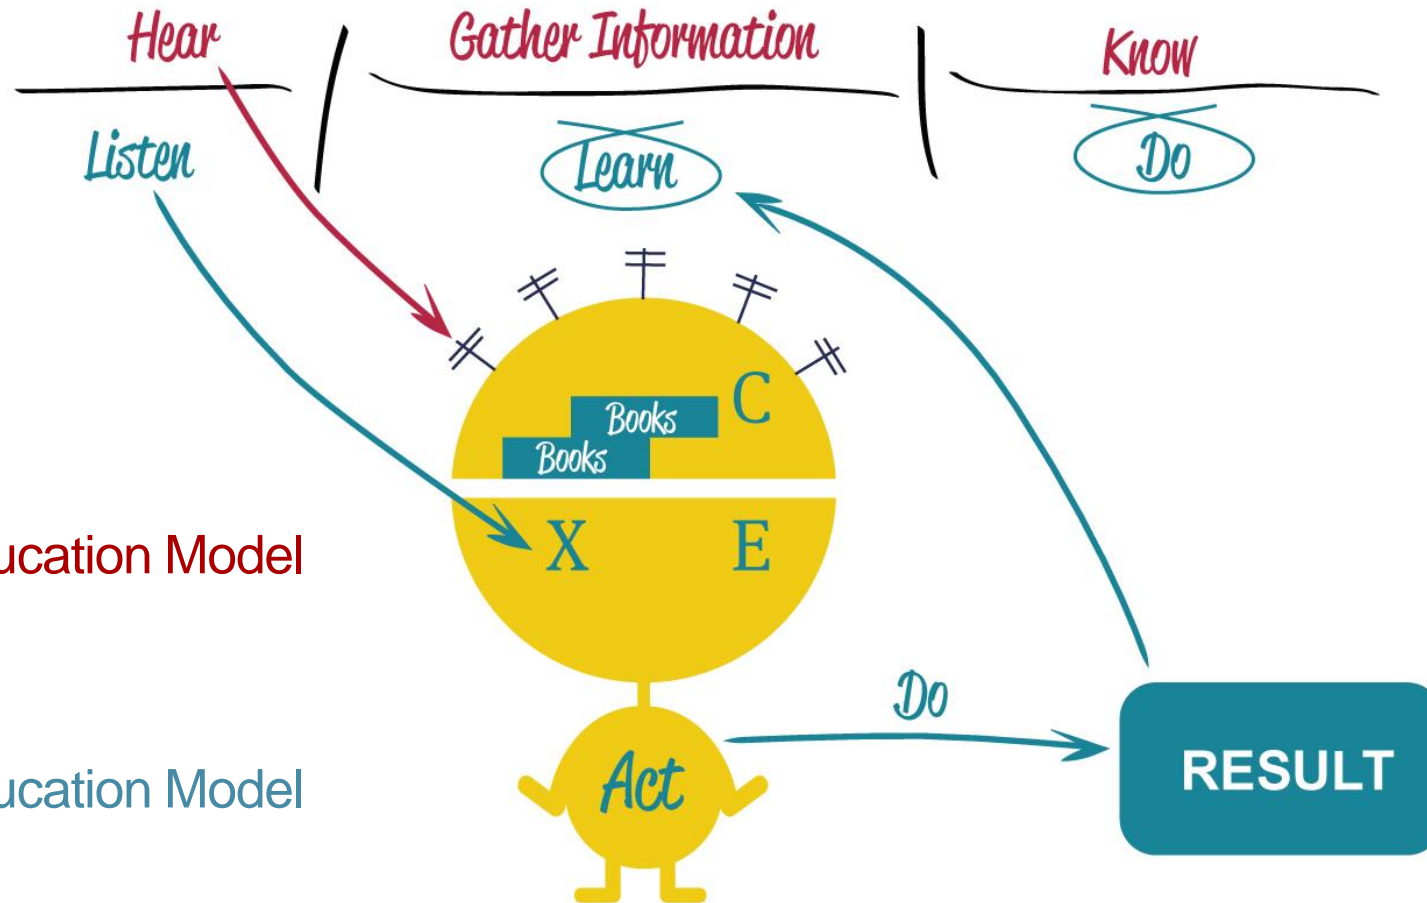 Hear
Gather Information
Know
Listen
Learn
Do
C
Books
Books
X
E
ucation Model
Do
Act
RESULT
ucation Model